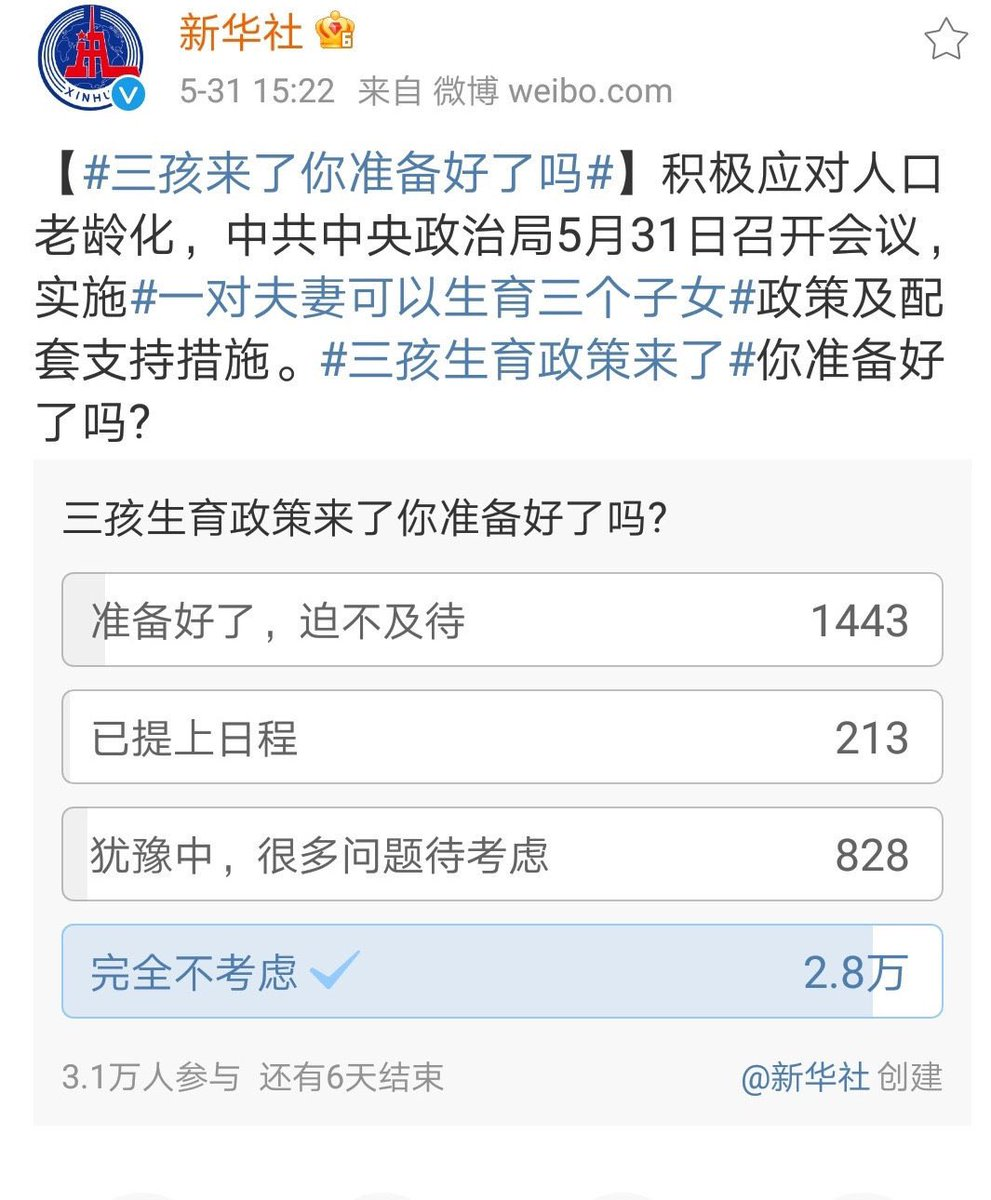 新华社
5-31 15:22 来自 微博 weibo.com
【#三孩来了你准备好了吗#】积极应对人口
老龄化，中共中央政治局5月31日召开会议，
实施#一对夫妻可以生育三个子女#政策及配
套支持措施。#三孩生育政策来了#你准备好
了吗?
三孩生育政策来了你准备好了吗?
准备好了，迫不及待 1443
已提上日程 213
犹豫中，很多问题待考虑 828
完全不考虑 2.8万
3.1万人参与 还有6天结束 @新华社 创建